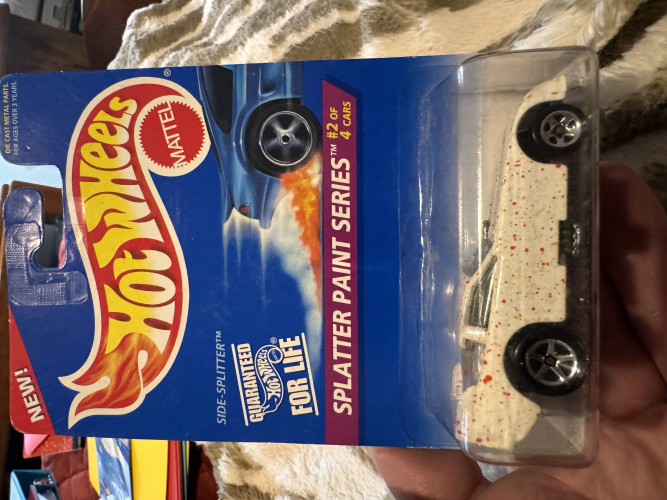 DIE CAST METAL PARTS.
FOR AGES OVER 3 YEARS.
NEW!
HOT WHEELS®
MATTEL
SIDE-SPLITTER™
GUARANTEED
HOT WHEELS®
FOR LIFE
SPLATTER PAINT SERIES™ #2 OF
4 CARS